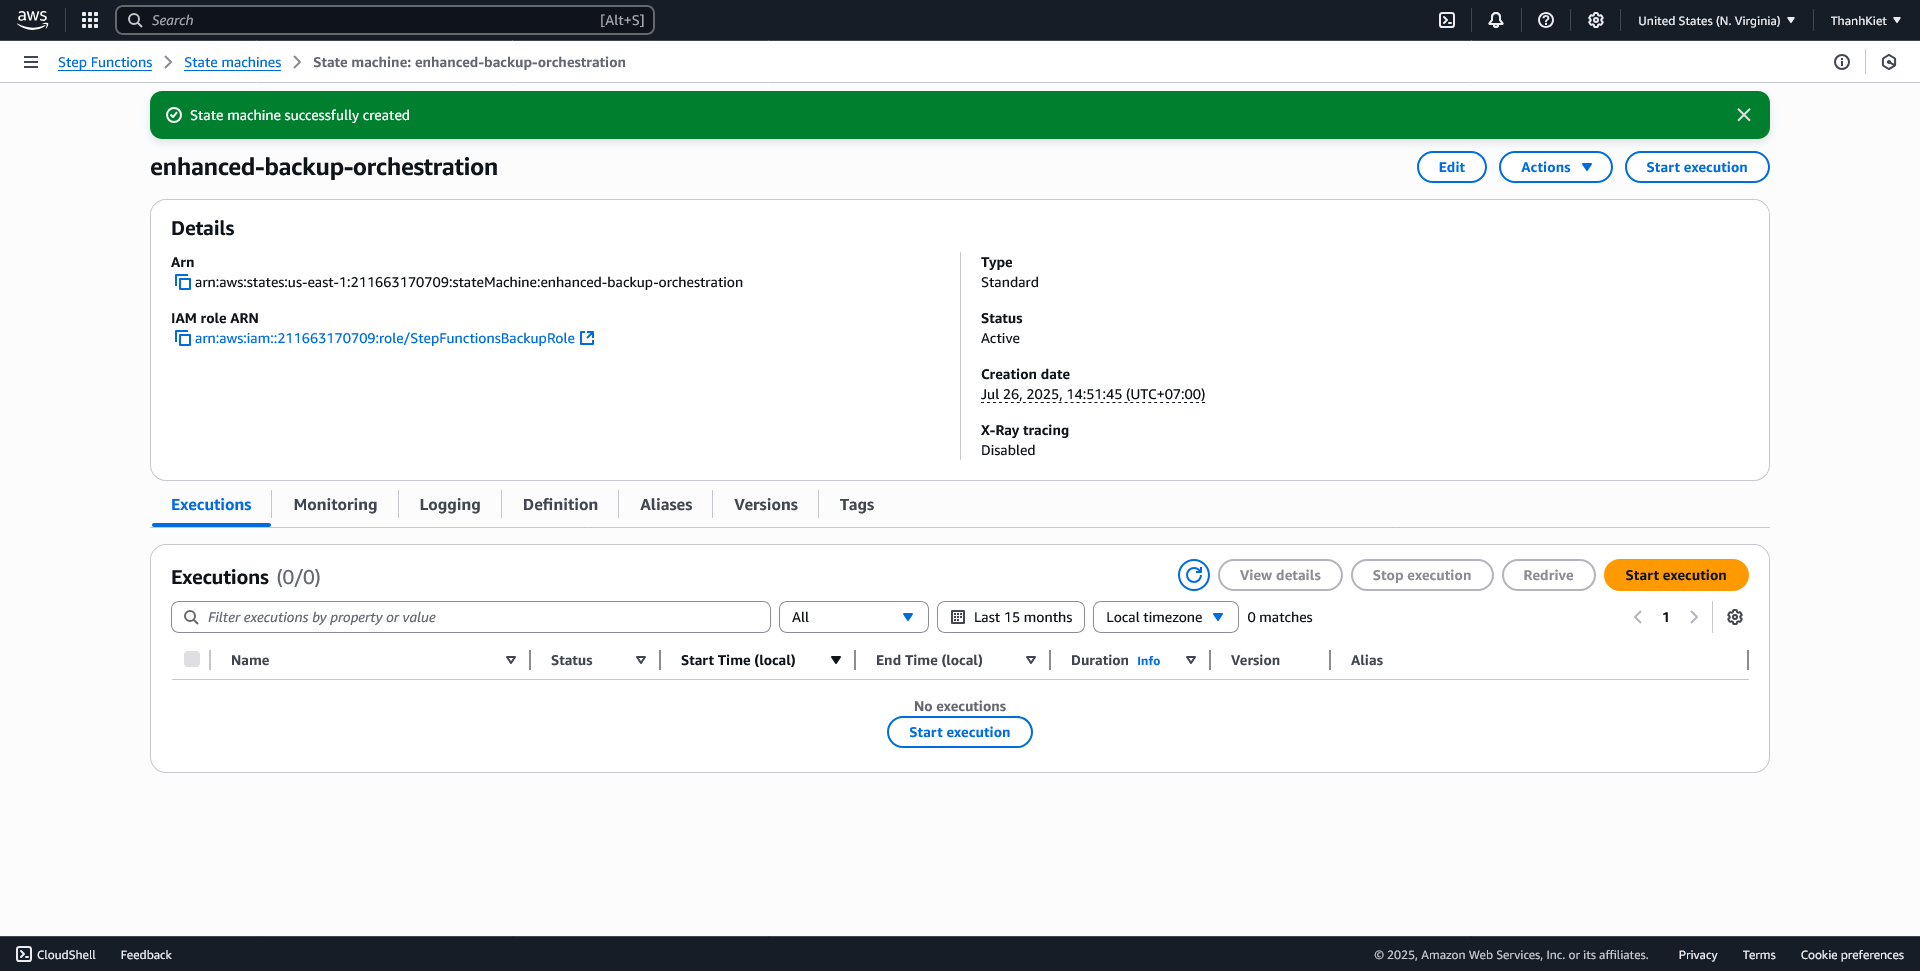 aws
Search [Alt+S]
United States (N. Virginia) ThanhKiet
Step Functions State machines State machine: enhanced-backup-orchestration
State machine successfully created
enhanced-backup-orchestration
Edit Actions Start execution
Details
Arn
arn:aws:states:us-east-1:211663170709:stateMachine:enhanced-backup-orchestration
IAM role ARN
arn:aws:iam::211663170709:role/StepFunctionsBackupRole
Type
Standard
Status
Active
Creation date
Jul 26, 2025, 14:51:45 (UTC+07:00)
X-Ray tracing
Disabled
Executions Monitoring Logging Definition Aliases Versions Tags
Executions (0/0)
View details Stop execution Redrive Start execution
Filter executions by property or value All Last 15 months Local timezone 0 matches 1
Name Status Start Time (local) End Time (local) Duration Info Version Alias
No executions
Start execution
CloudShell Feedback © 2025, Amazon Web Services, Inc. or its affiliates. Privacy Terms Cookie preferences